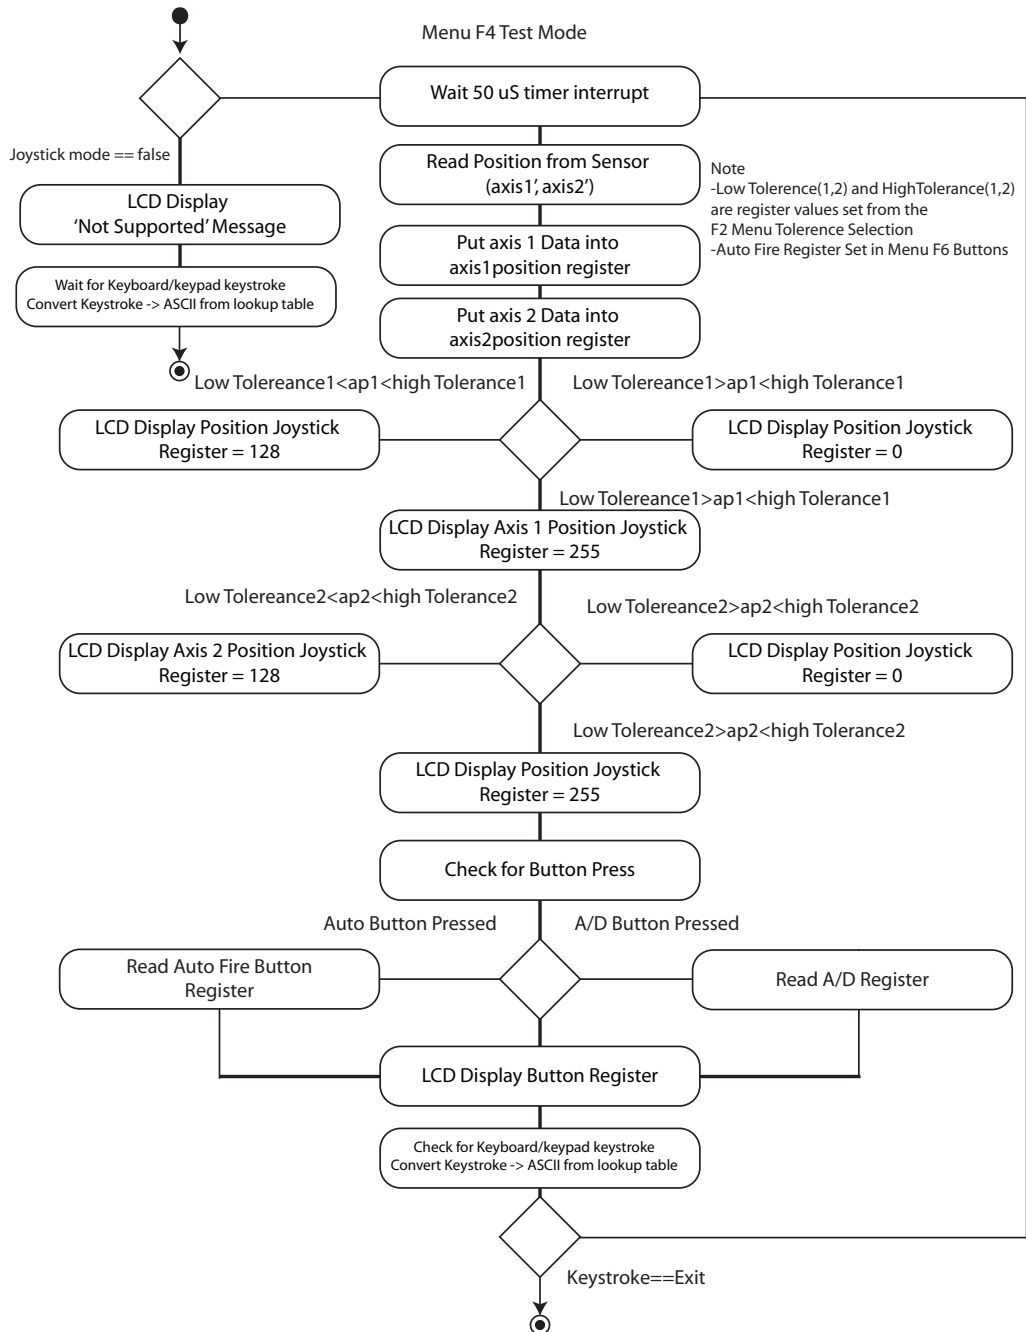 Menu F4 Test Mode
Wait 50 uS timer interrupt
Joystick mode == false
Read Position from Sensor
(axis1', axis2')
Note
-Low Tolerence(1,2) and HighTolerance(1,2)
are register values set from the
F2 Menu Tolerence Selection
-Auto Fire Register Set in Menu F6 Buttons
LCD Display
‘Not Supported’ Message
Put axis 1 Data into
axis1position register
Wait for Keyboard/keypad keystroke
Convert Keystroke -> ASCII from lookup table
Put axis 2 Data into
axis2position register
Low Tolereance1<ap1<high Tolerance1
Low Tolereance1>ap1<high Tolerance1
LCD Display Position Joystick
Register = 128
LCD Display Position Joystick
Register = 0
Low Tolereance1>ap1<high Tolerance1
LCD Display Axis 1 Position Joystick
Register = 255
Low Tolereance2<ap2<high Tolerance2
Low Tolereance2>ap2<high Tolerance2
LCD Display Axis 2 Position Joystick
Register = 128
LCD Display Position Joystick
Register = 0
Low Tolereance2>ap2<high Tolerance2
LCD Display Position Joystick
Register = 255
Check for Button Press
Auto Button Pressed
A/D Button Pressed
Read Auto Fire Button
Register
Read A/D Register
LCD Display Button Register
Check for Keyboard/keypad keystroke
Convert Keystroke -> ASCII from lookup table
Keystroke==Exit